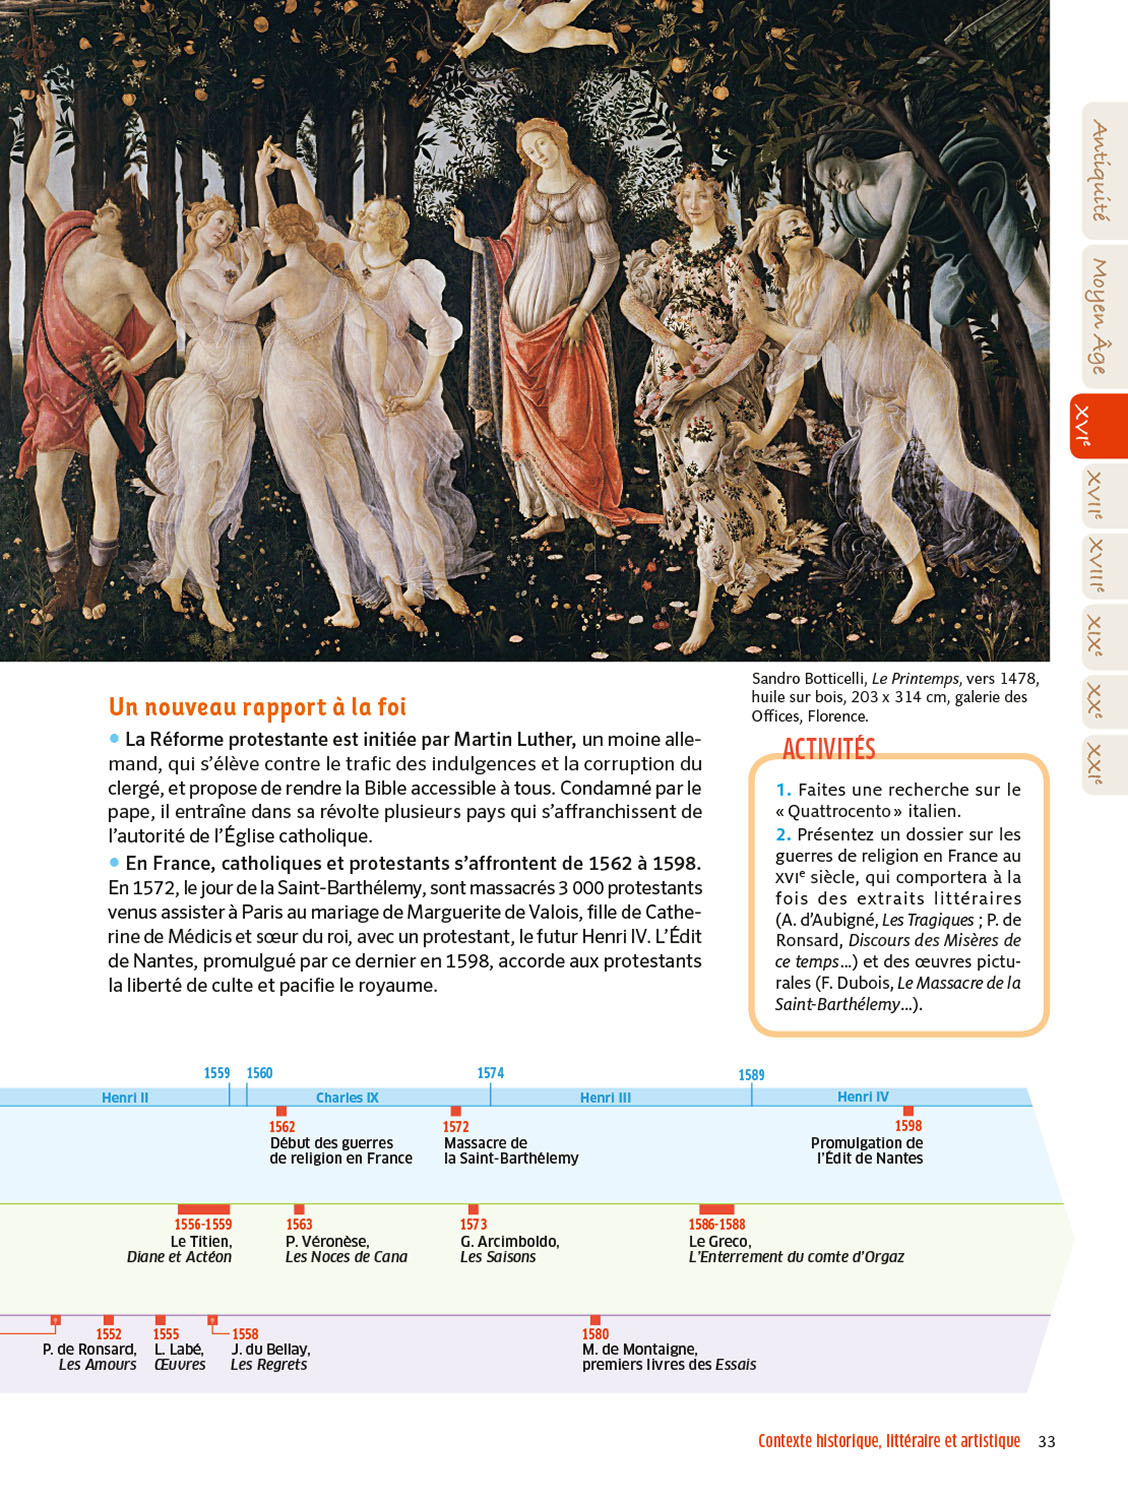 Antiquité
Moyen Âge
XVIe
XVIIe
XVIIIe
XIXe
XXe
XXIe
Sandro Botticelli, Le Printemps, vers 1478,
huile sur bois, 203 x 314 cm, galerie des
Offices, Florence.
Un nouveau rapport à la foi
• La Réforme protestante est initiée par Martin Luther, un moine alle-
mand, qui s’élève contre le trafic des indulgences et la corruption du
clergé, et propose de rendre la Bible accessible à tous. Condamné par le
pape, il entraîne dans sa révolte plusieurs pays qui s’affranchissent de
l’autorité de l’Église catholique.
• En France, catholiques et protestants s’affrontent de 1562 à 1598.
En 1572, le jour de la Saint-Barthélemy, sont massacrés 3 000 protestants
venus assister à Paris au mariage de Marguerite de Valois, fille de Cathe-
rine de Médicis et sœur du roi, avec un protestant, le futur Henri IV. L’Édit
de Nantes, promulgué par ce dernier en 1598, accorde aux protestants
la liberté de culte et pacifie le royaume.
ACTIVITÉS
1. Faites une recherche sur le
« Quattrocento » italien.
2. Présentez un dossier sur les
guerres de religion en France au
XVIe siècle, qui comportera à la
fois des extraits littéraires
(A. d’Aubigné, Les Tragiques ; P. de
Ronsard, Discours des Misères de
ce temps...) et des œuvres pictu-
rales (F. Dubois, Le Massacre de la
Saint-Barthélemy...).
1559 1560 1574 1589
Henri II Charles IX Henri III Henri IV
1562 1572 1598
Début des guerres Massacre de Promulgation de
de religion en France la Saint-Barthélemy l’Édit de Nantes
1556-1559 1563 1573 1586-1588
Le Titien, P. Véronèse, G. Arcimboldo, Le Greco,
Diane et Actéon Les Noces de Cana Les Saisons L’Enterrement du comte d’Orgaz
1552 1555 1558 1580
P. de Ronsard, L. Labé, J. du Bellay, M. de Montaigne,
Les Amours Œuvres Les Regrets premiers livres des Essais
Contexte historique, littéraire et artistique 33